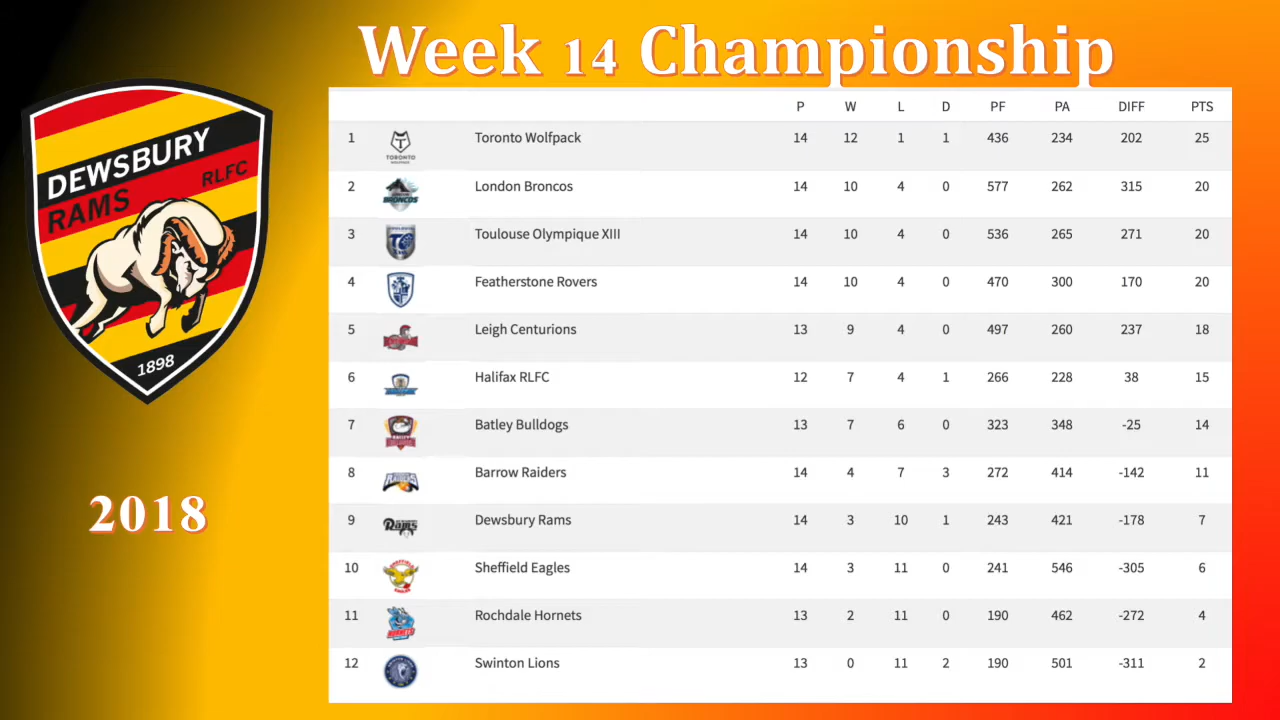 Week 14 Championship
DEWSBURY
RAMS RLFC
1898
2018
P W L D PF PA DIFF PTS
1 TORONTO Toronto Wolfpack 14 12 1 1 436 234 202 25
2 BRONCOS London Broncos 14 10 4 0 577 262 315 20
3 Toulouse Olympique XIII 14 10 4 0 536 265 271 20
4 Featherstone Rovers 14 10 4 0 470 300 170 20
5 Leigh Centurions 13 9 4 0 497 260 237 18
6 Halifax RLFC 12 7 4 1 266 228 38 15
7 Batley Bulldogs 13 7 6 0 323 348 -25 14
8 Barrow Raiders 14 4 7 3 272 414 -142 11
9 Rams Dewsbury Rams 14 3 10 1 243 421 -178 7
10 Sheffield Eagles 14 3 11 0 241 546 -305 6
11 HORNETS Rochdale Hornets 13 2 11 0 190 462 -272 4
12 Swinton Lions 13 0 11 2 190 501 -311 2